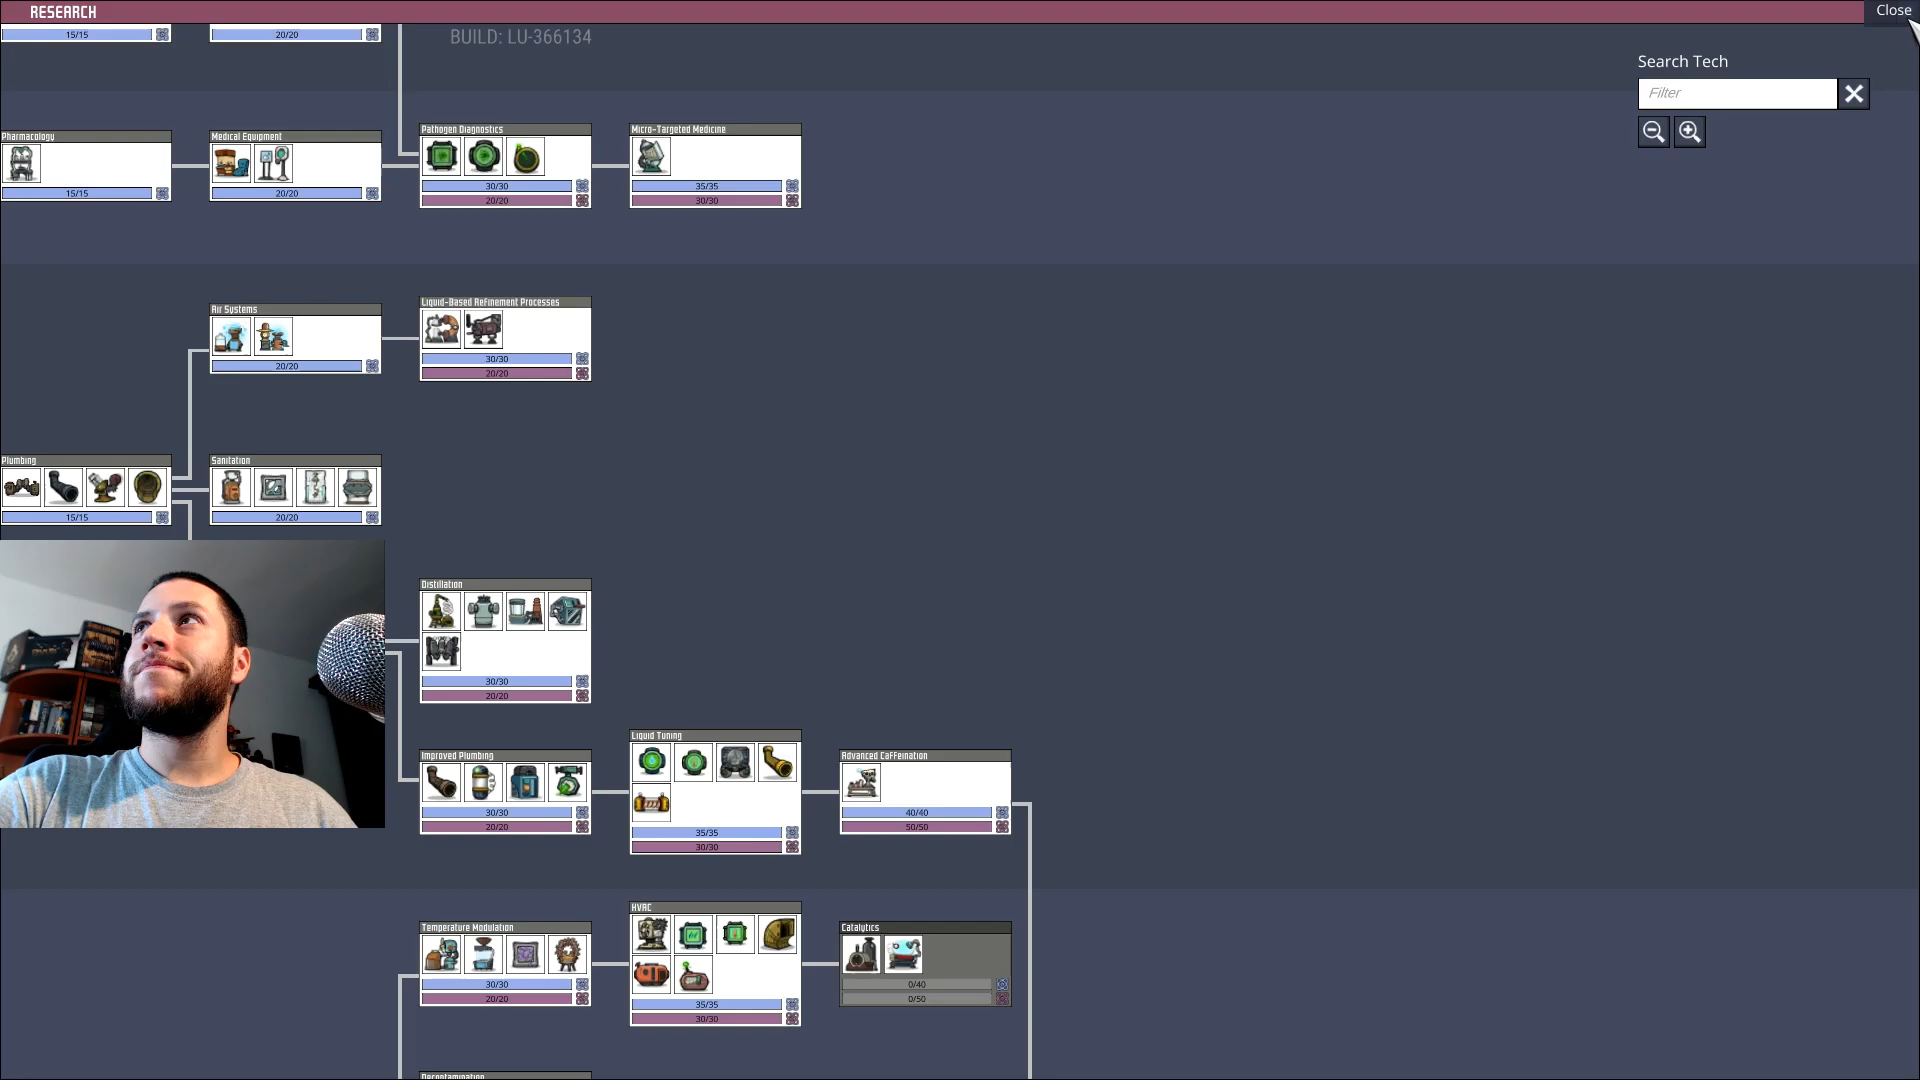 RESEARCH
Close
15/15
20/20
BUILD: LU-366134
Search Tech
Filter
Pharmacology
15/15
Medical Equipment
20/20
Pathogen Diagnostics
30/30
20/20
Micro-Targeted Medicine
35/35
30/30
Air Systems
20/20
Liquid-Based Refinement Processes
30/30
20/20
Plumbing
15/15
Sanitation
20/20
Distillation
30/30
20/20
Improved Plumbing
30/30
20/20
Liquid Tuning
35/35
30/30
Advanced Caffeination
40/40
50/50
Temperature Modulation
30/30
20/20
HVAC
35/35
30/30
Catalytics
0/40
0/50
Decontamination